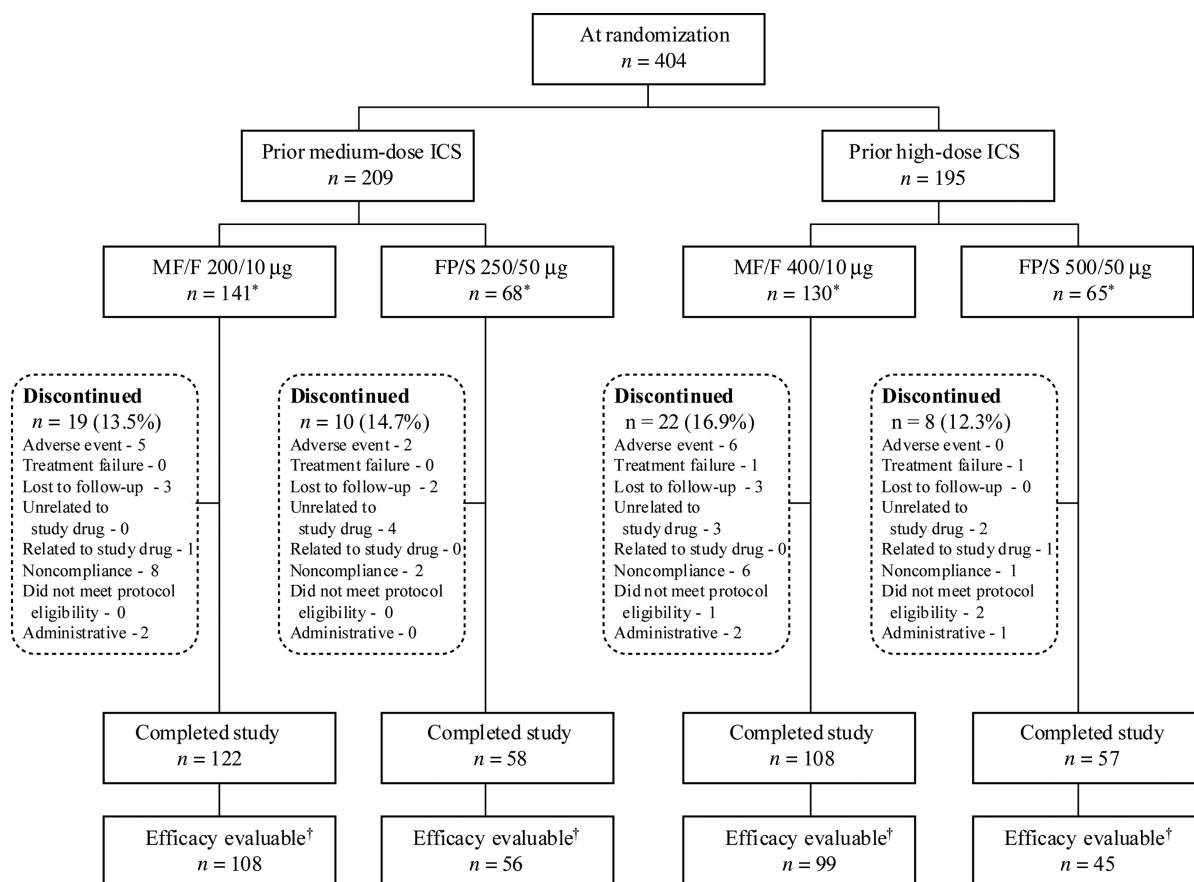 At randomization
n = 404
Prior medium-dose ICS
n = 209
Prior high-dose ICS
n = 195
MF/F 200/10 µg
n = 141*
FP/S 250/50 µg
n = 68*
MF/F 400/10 µg
n = 130*
FP/S 500/50 µg
n = 65*
Discontinued
n = 19 (13.5%)
Adverse event - 5
Treatment failure - 0
Lost to follow-up - 3
Unrelated to
study drug - 0
Related to study drug - 1
Noncompliance - 8
Did not meet protocol
eligibility - 0
Administrative - 2
Discontinued
n = 10 (14.7%)
Adverse event - 2
Treatment failure - 0
Lost to follow-up - 2
Unrelated to
study drug - 4
Related to study drug - 0
Noncompliance - 2
Did not meet protocol
eligibility - 0
Administrative - 0
Discontinued
n = 22 (16.9%)
Adverse event - 6
Treatment failure - 1
Lost to follow-up - 3
Unrelated to
study drug - 3
Related to study drug - 0
Noncompliance - 6
Did not meet protocol
eligibility - 1
Administrative - 2
Discontinued
n = 8 (12.3%)
Adverse event - 0
Treatment failure - 1
Lost to follow-up - 0
Unrelated to
study drug - 2
Related to study drug - 1
Noncompliance - 1
Did not meet protocol
eligibility - 2
Administrative - 1
Completed study
n = 122
Completed study
n = 58
Completed study
n = 108
Completed study
n = 57
Efficacy evaluable†
n = 108
Efficacy evaluable†
n = 56
Efficacy evaluable†
n = 99
Efficacy evaluable†
n = 45